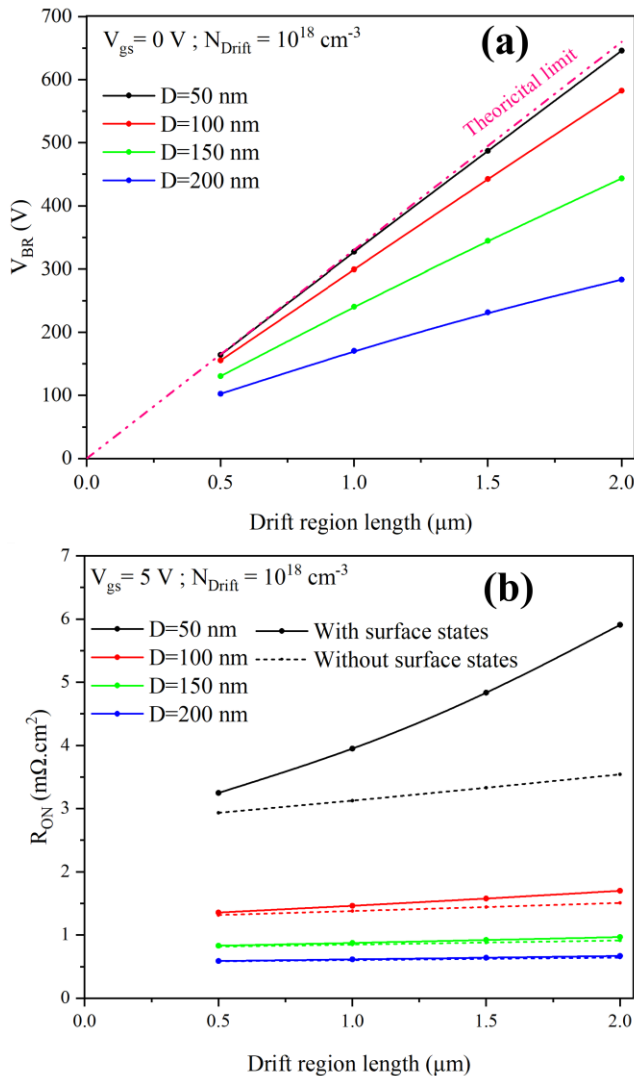 V_gs= 0 V ; N_Drift = 10^18 cm^-3
(a)
Theoricital limit
D=50 nm
D=100 nm
D=150 nm
D=200 nm
700
600
500
400
300
200
100
0
V_BR (V)
0.0 0.5 1.0 1.5 2.0
Drift region length (μm)
V_gs= 5 V ; N_Drift = 10^18 cm^-3
(b)
D=50 nm With surface states
D=100 nm Without surface states
D=150 nm
D=200 nm
7
6
5
4
3
2
1
0
R_ON (mΩ.cm^2)
0.0 0.5 1.0 1.5 2.0
Drift region length (μm)